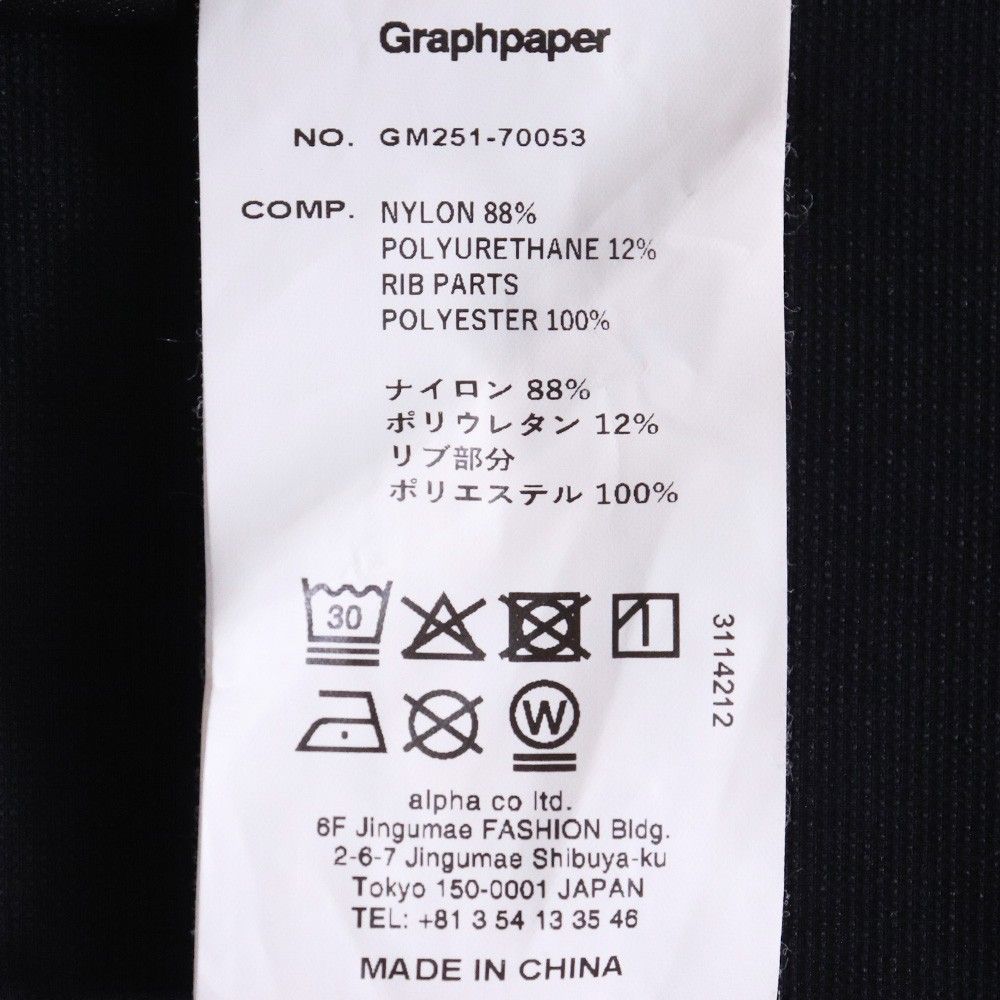 Graphpaper
NO. GM251-70053
COMP. NYLON 88%
POLYURETHANE 12%
RIB PARTS
POLYESTER 100%
ナイロン 88%
ポリウレタン 12%
リブ部分
ポリエステル 100%
30
3114212
W
alpha co ltd.
6F Jingumae FASHION Bldg.
2-6-7 Jingumae Shibuya-ku
Tokyo 150-0001 JAPAN
TEL: +81 3 54 13 35 46
MADE IN CHINA